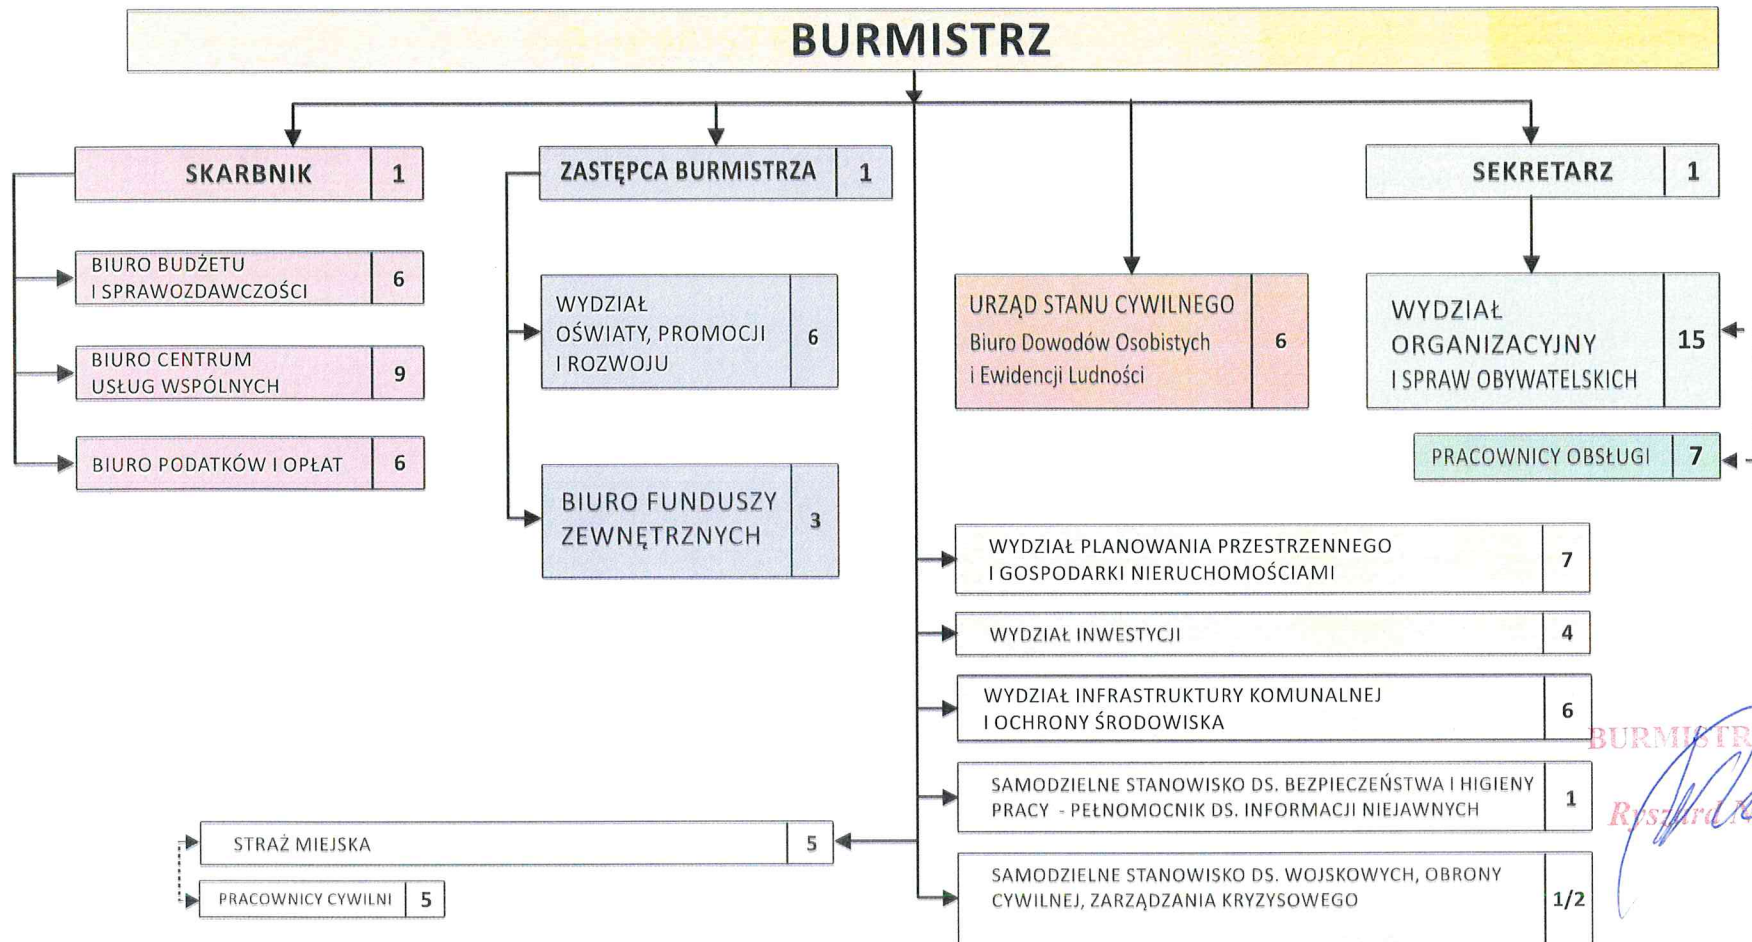 BURMISTRZ
SKARBNIK 1
BIURO BUDŻETU
I SPRAWOZDAWCZOŚCI 6
BIURO CENTRUM
USŁUG WSPÓLNYCH 9
BIURO PODATKÓW I OPŁAT 6
ZASTĘPCA BURMISTRZA 1
WYDZIAŁ
OŚWIATY, PROMOCJI 6
I ROZWOJU
BIURO FUNDUSZY
ZEWNĘTRZNYCH 3
URZĄD STANU CYWILNEGO
Biuro Dowodów Osobistych 6
i Ewidencji Ludności
SEKRETARZ 1
WYDZIAŁ
ORGANIZACYJNY 15
I SPRAW OBYWATELSKICH
PRACOWNICY OBSŁUGI 7
WYDZIAŁ PLANOWANIA PRZESTRZENNEGO
I GOSPODARKI NIERUCHOMOŚCIAMI 7
WYDZIAŁ INWESTYCJI 4
WYDZIAŁ INFRASTRUKTURY KOMUNALNEJ
I OCHRONY ŚRODOWISKA 6
SAMODZIELNE STANOWISKO DS. BEZPIECZEŃSTWA I HIGIENY
PRACY - PEŁNOMOCNIK DS. INFORMACJI NIEJAWNYCH 1
SAMODZIELNE STANOWISKO DS. WOJSKOWYCH, OBRONY
CYWILNEJ, ZARZĄDZANIA KRYZYSOWEGO 1/2
STRAŻ MIEJSKA 5
PRACOWNICY CYWILNI 5
BURMISTR
Ryszard